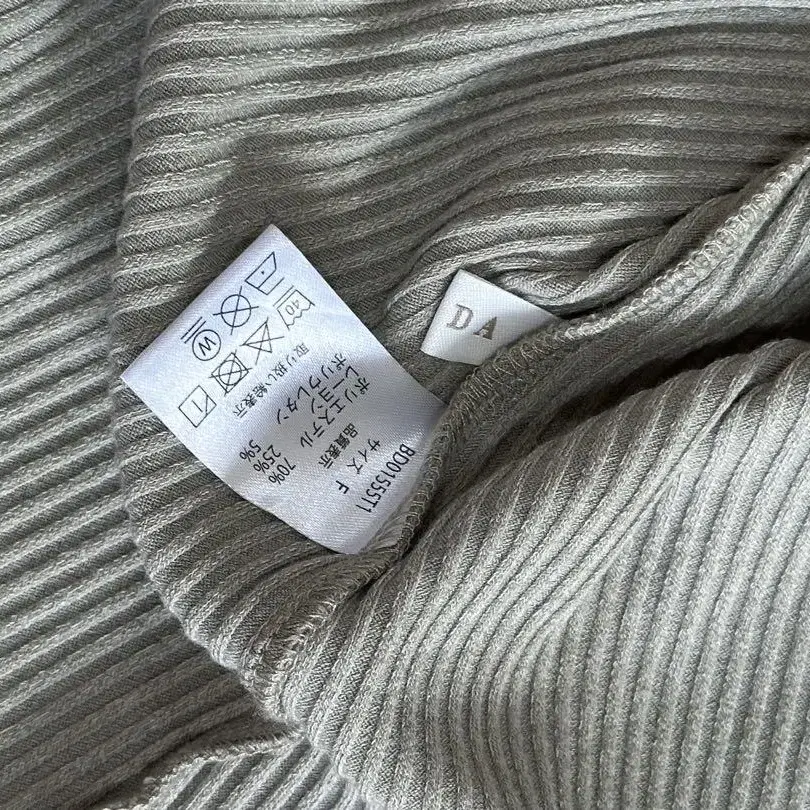 BD01555T1
サイズ F
品質表示
ポリエステル 70%
レーヨン 25%
ポリウレタン 5%
取り扱い絵表示
40
W
DA